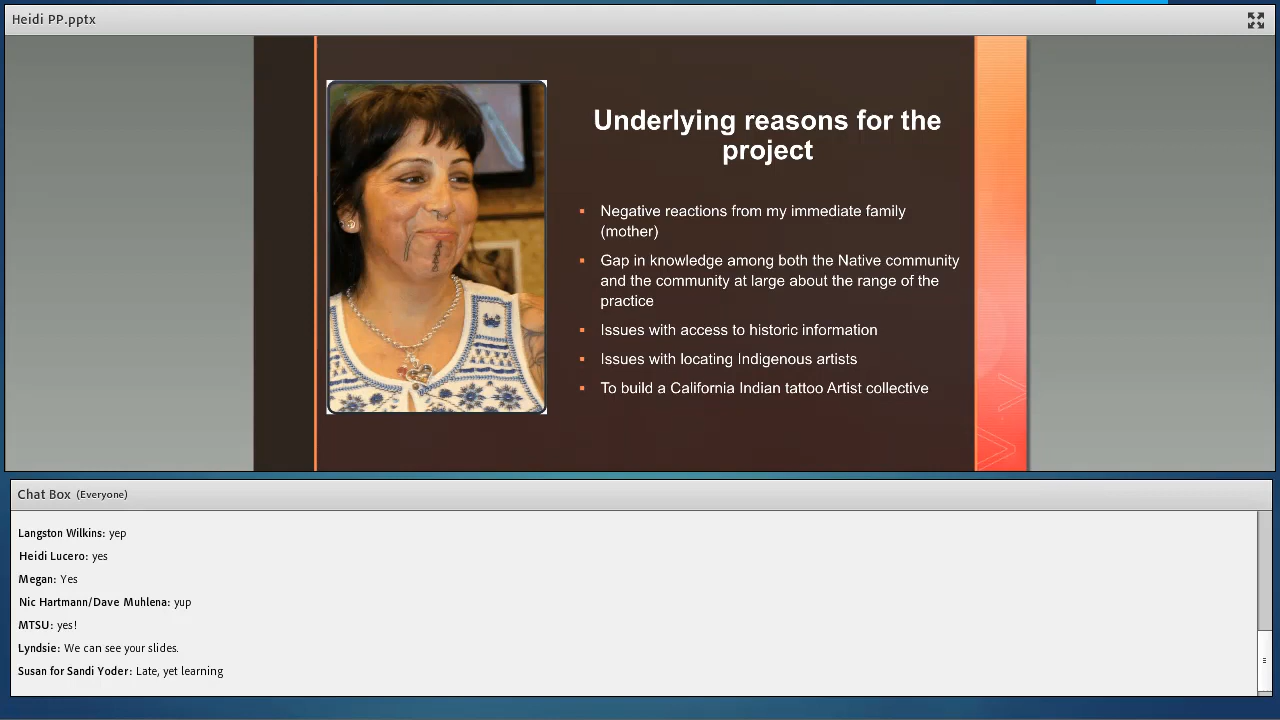 Heidi PP.pptx
Underlying reasons for the
project
Negative reactions from my immediate family
(mother)
Gap in knowledge among both the Native community
and the community at large about the range of the
practice
Issues with access to historic information
Issues with locating Indigenous artists
To build a California Indian tattoo Artist collective
Chat Box (Everyone)
Langston Wilkins: yep
Heidi Lucero: yes
Megan: Yes
Nic Hartmann/Dave Muhlena: yup
MTSU: yes!
Lyndsie: We can see your slides.
Susan for Sandi Yoder: Late, yet learning